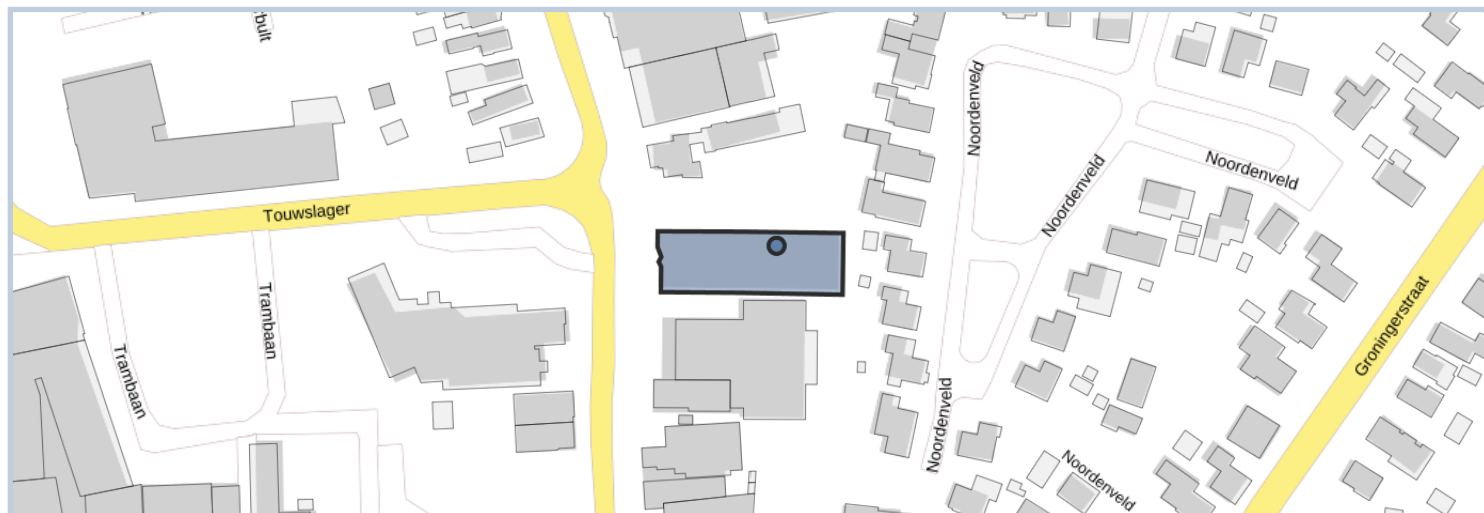 Noordenveld
Noordenveld
Noordenveld
Touwslager
Trambaan
Groningerstraat
Trambaan
Noordenveld
Noordenveld